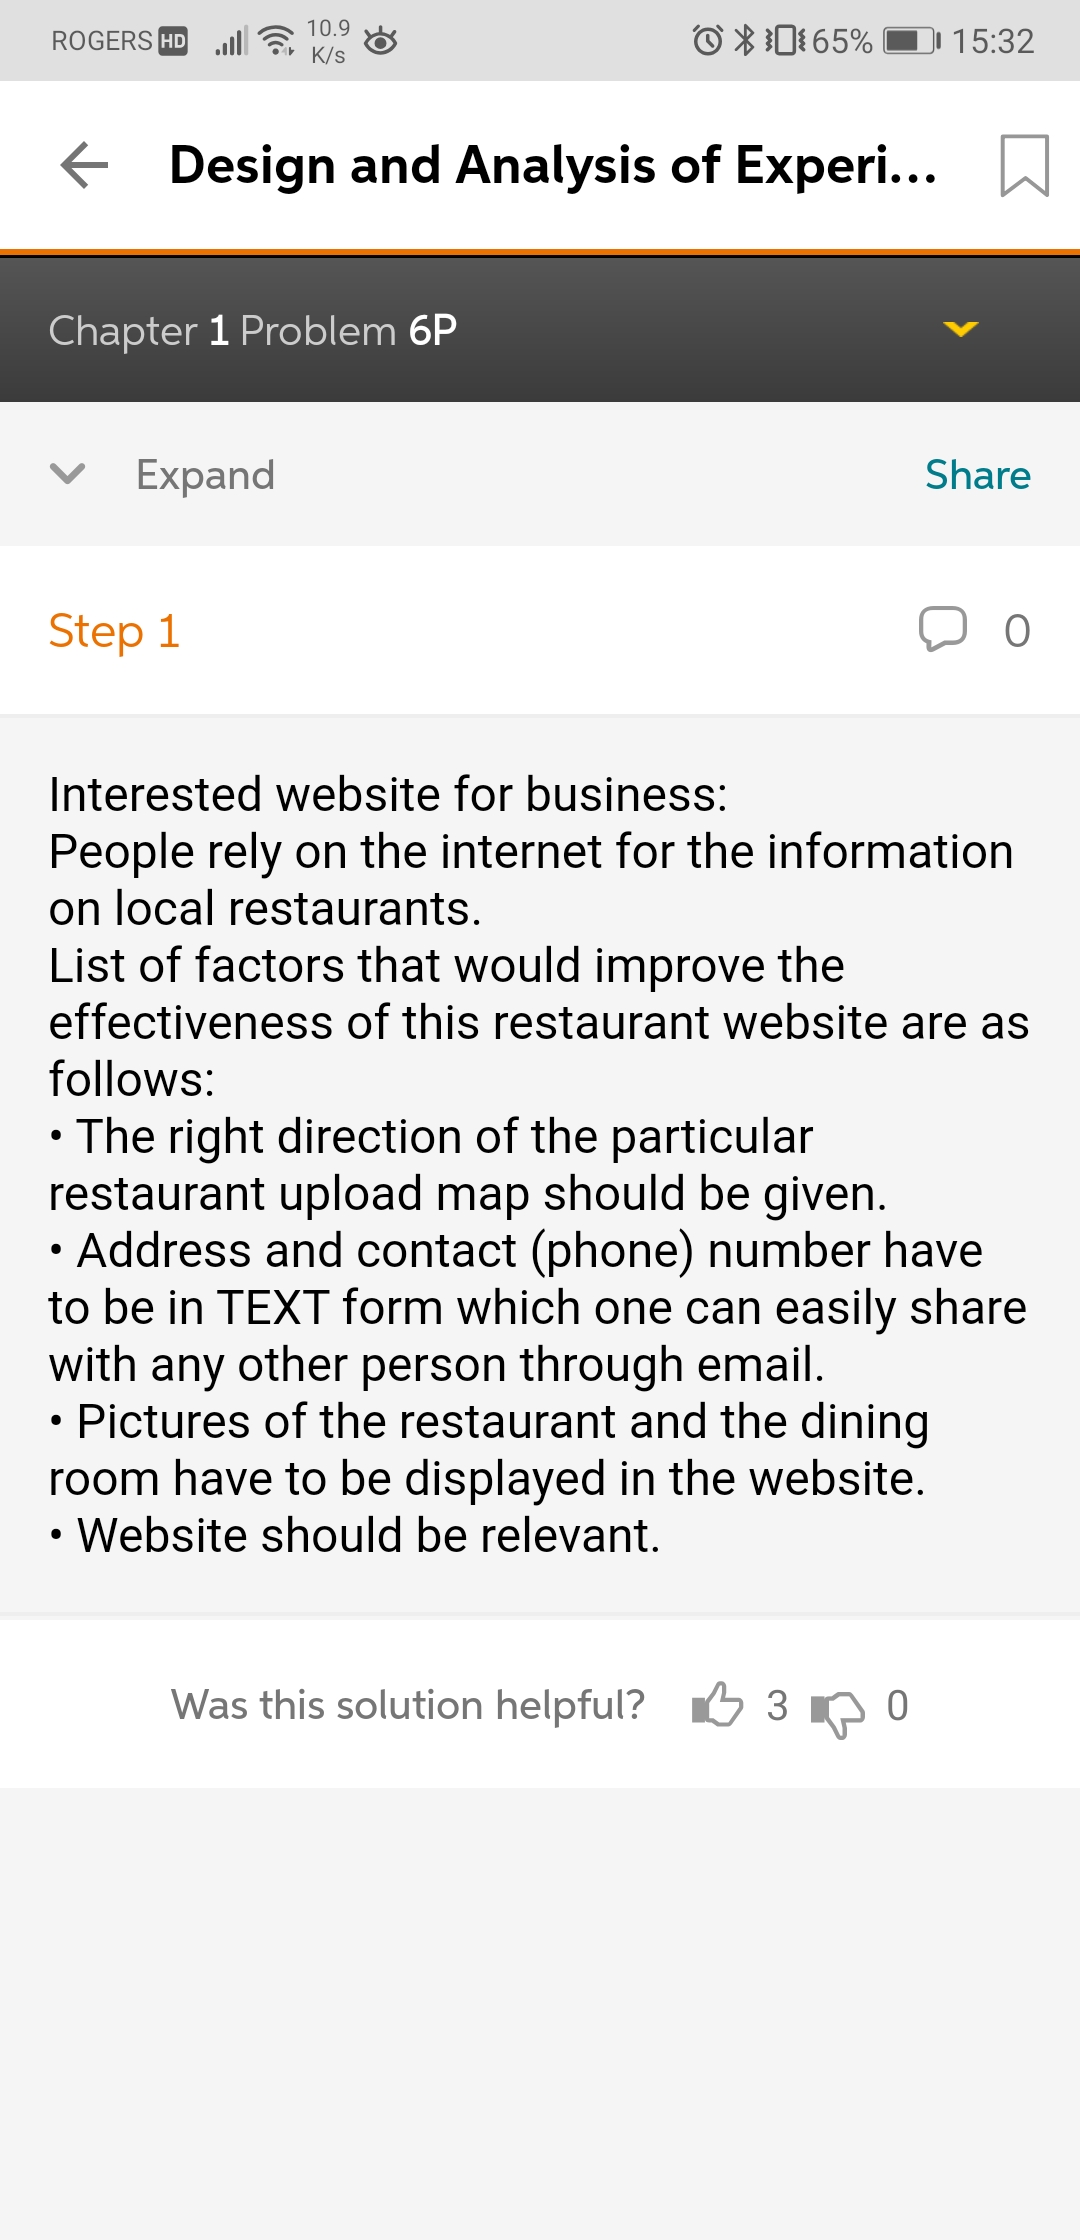 ROGERS HD 10.9 K/s 65% 15:32
Design and Analysis of Experi...
Chapter 1 Problem 6P
Expand Share
Step 1 0
Interested website for business:
People rely on the internet for the information
on local restaurants.
List of factors that would improve the
effectiveness of this restaurant website are as
follows:
• The right direction of the particular
restaurant upload map should be given.
• Address and contact (phone) number have
to be in TEXT form which one can easily share
with any other person through email.
• Pictures of the restaurant and the dining
room have to be displayed in the website.
• Website should be relevant.
Was this solution helpful? 3 0